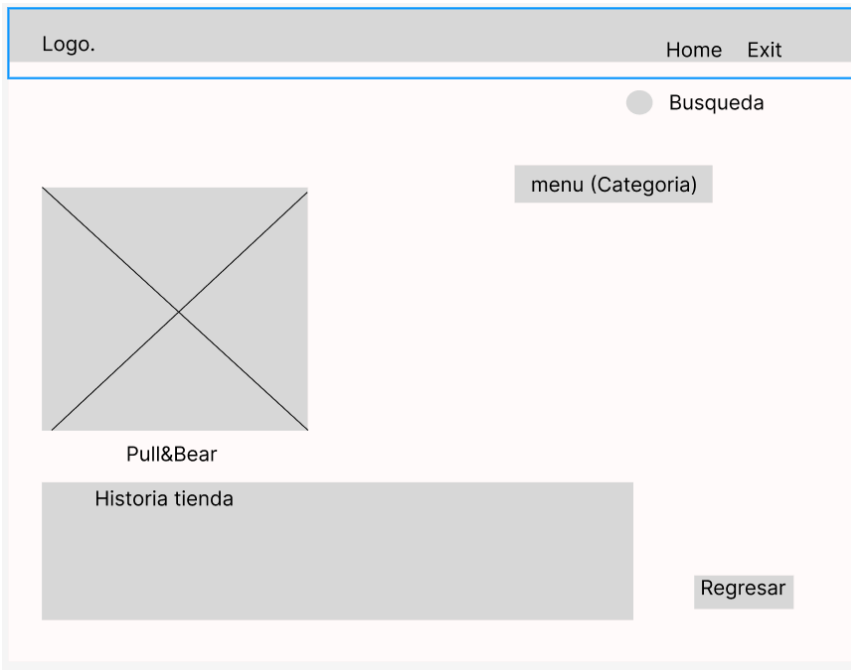 Logo.
Home Exit
Busqueda
menu (Categoria)
Pull&Bear
Historia tienda
Regresar